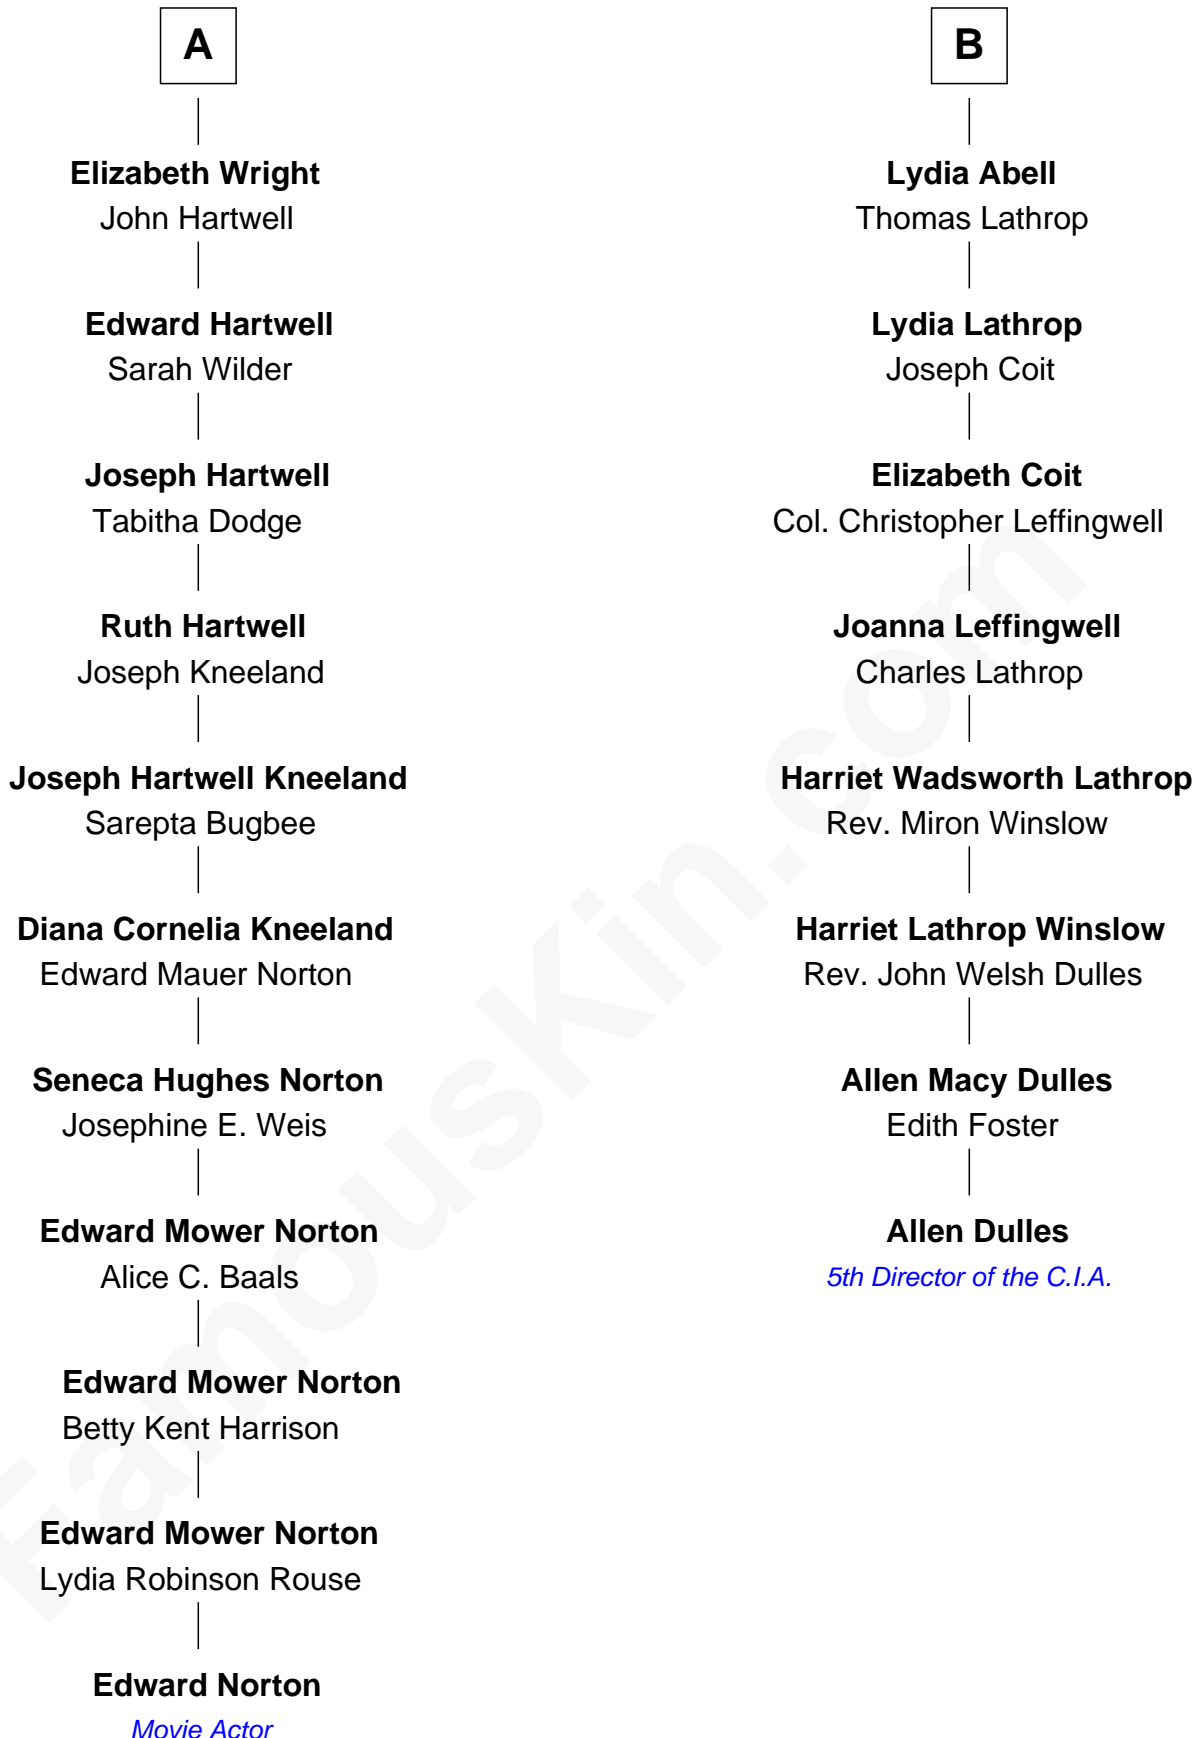 A
Elizabeth Wright
John Hartwell
Edward Hartwell
Sarah Wilder
Joseph Hartwell
Tabitha Dodge
Ruth Hartwell
Joseph Kneeland
Joseph Hartwell Kneeland
Sarepta Bugbee
Diana Cornelia Kneeland
Edward Mauer Norton
Seneca Hughes Norton
Josephine E. Weis
Edward Mower Norton
Alice C. Baals
Edward Mower Norton
Betty Kent Harrison
Edward Mower Norton
Lydia Robinson Rouse
Edward Norton
Movie Actor
B
Lydia Abell
Thomas Lathrop
Lydia Lathrop
Joseph Coit
Elizabeth Coit
Col. Christopher Leffingwell
Joanna Leffingwell
Charles Lathrop
Harriet Wadsworth Lathrop
Rev. Miron Winslow
Harriet Lathrop Winslow
Rev. John Welsh Dulles
Allen Macy Dulles
Edith Foster
Allen Dulles
5th Director of the C.I.A.
FamousKin.com